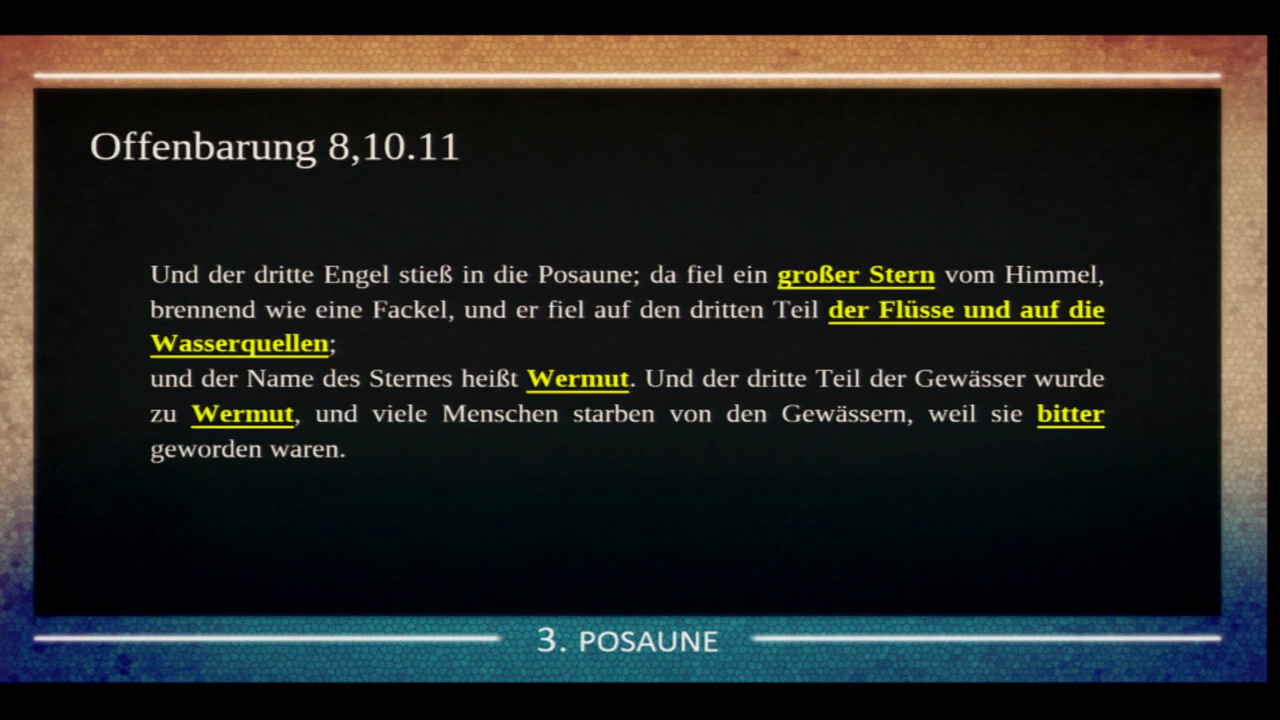 Offenbarung 8,10.11
Und der dritte Engel stieß in die Posaune; da fiel ein großer Stern vom Himmel,
brennend wie eine Fackel, und er fiel auf den dritten Teil der Flüsse und auf die
Wasserquellen;
und der Name des Sternes heißt Wermut. Und der dritte Teil der Gewässer wurde
zu Wermut, und viele Menschen starben von den Gewässern, weil sie bitter
geworden waren.
3. POSAUNE